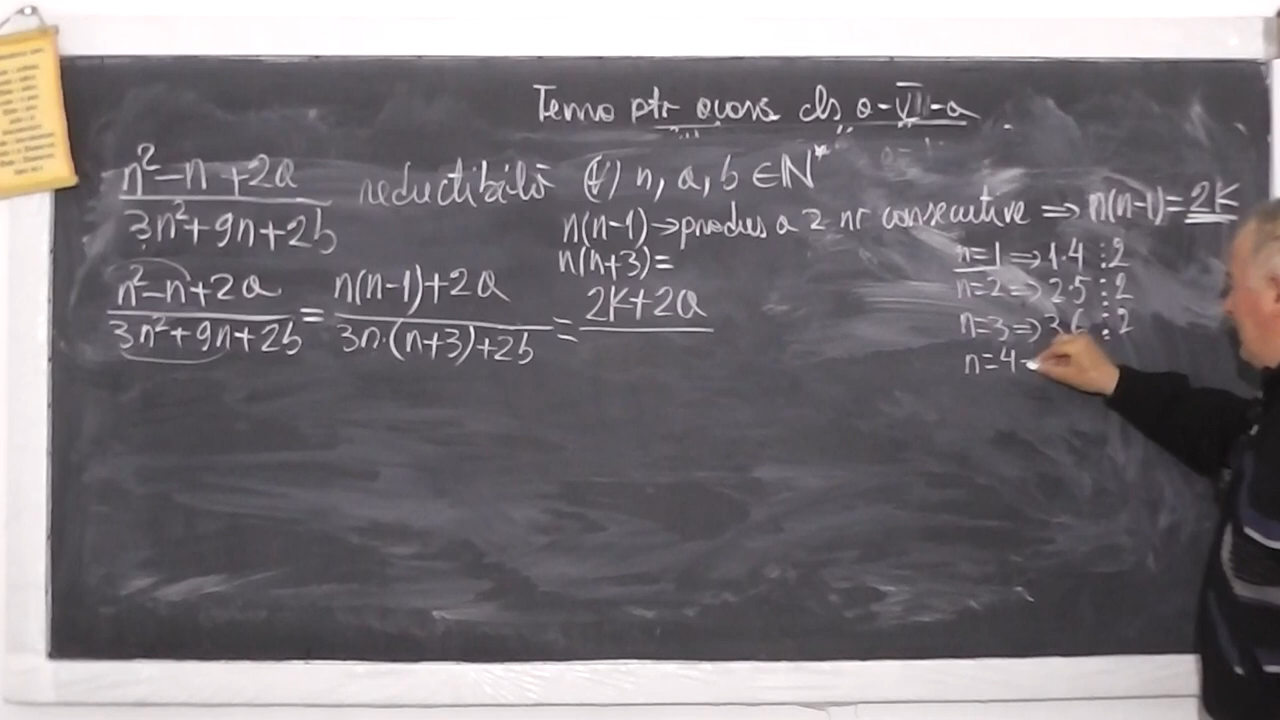 Tema ptr acasă cls a-VI-a
n²-n+2a / 3n²+9n+2b reductibilă (∀) n, a, b ∈ ℕ*
n(n-1)→produs a 2 nr consecutive ⇒ n(n-1)=2K
n(n+3)=
n²-n+2a / 3n²+9n+2b = n(n-1)+2a / 3n·(n+3)+2b = 2K+2a
n=1⇒1.4 ⋮2
n=2⇒2.5 ⋮2
n=3⇒3.6 ⋮2
n=4